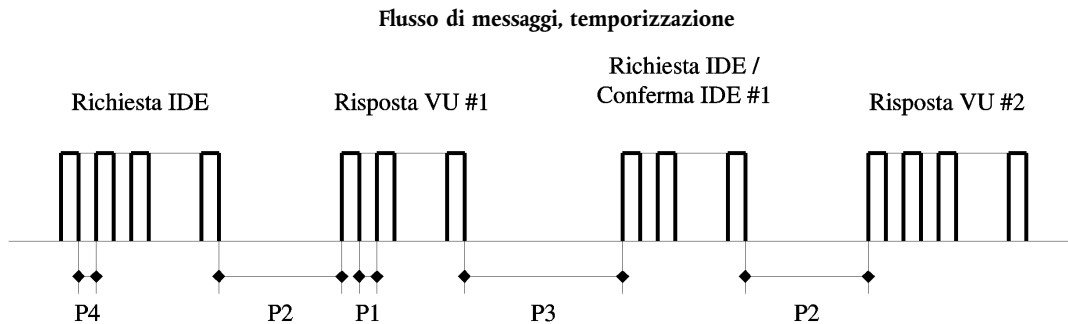 Flusso di messaggi, temporizzazione
Richiesta IDE
Risposta VU #1
Richiesta IDE /
Conferma IDE #1
Risposta VU #2
P4
P2
P1
P3
P2